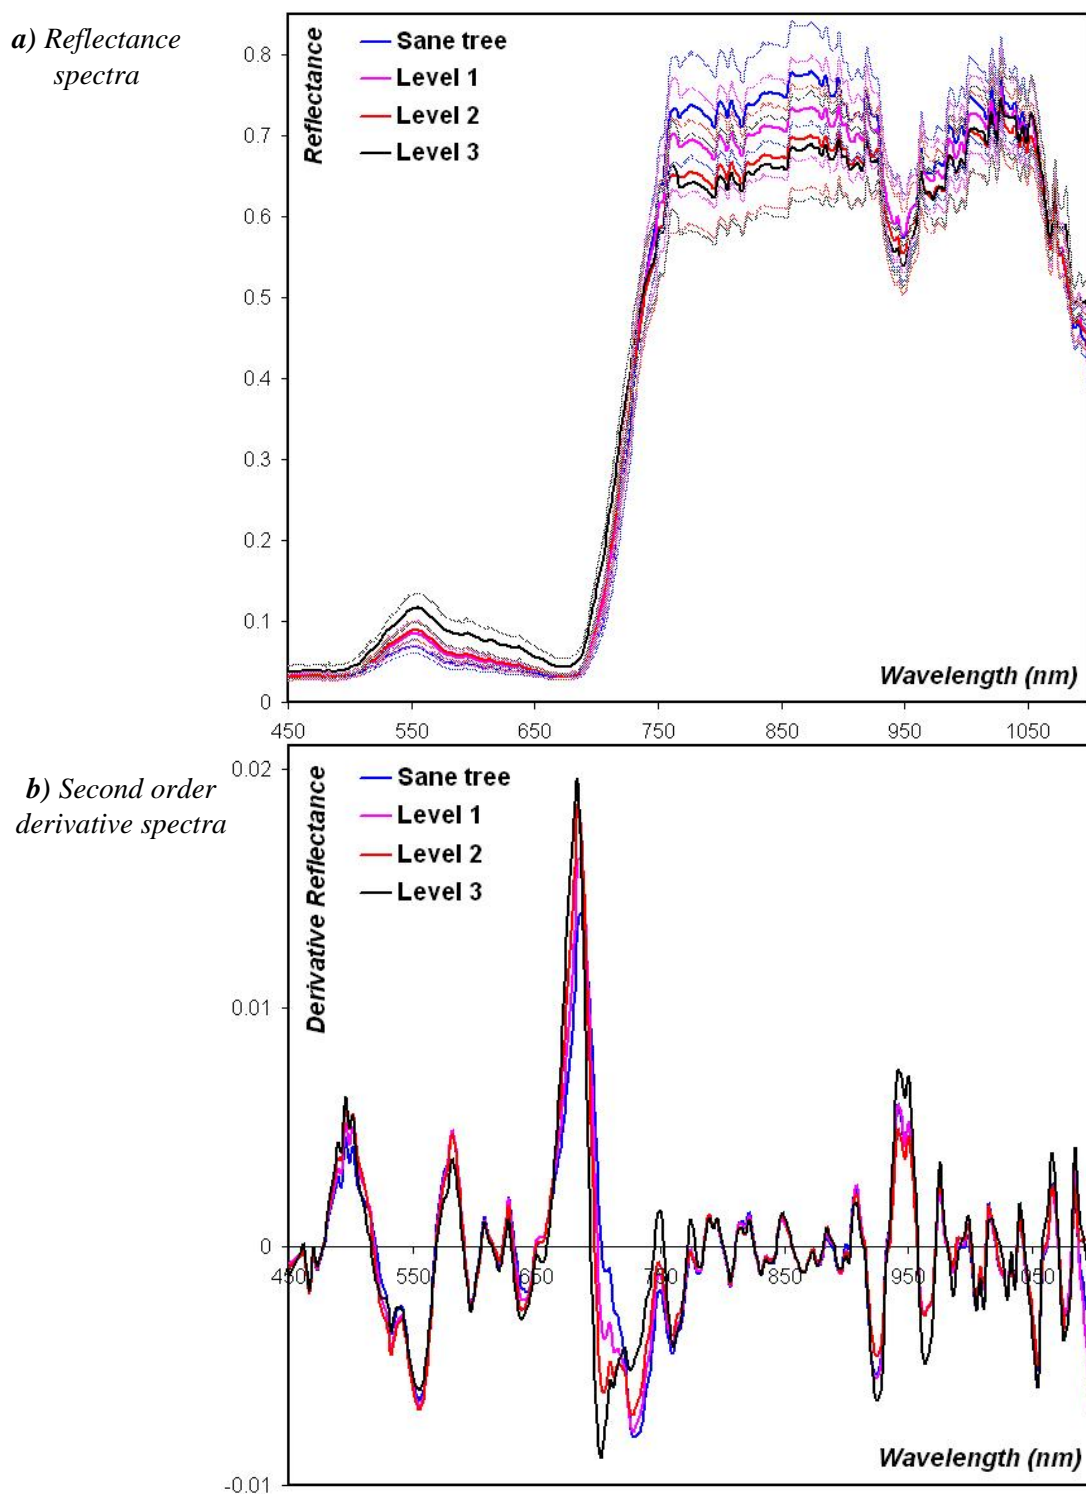 a) Reflectance
spectra
Reflectance
Sane tree
Level 1
Level 2
Level 3
0.8
0.7
0.6
0.5
0.4
0.3
0.2
0.1
0
Wavelength (nm)
450 550 650 750 850 950 1050
b) Second order
derivative spectra
Derivative Reflectance
Sane tree
Level 1
Level 2
Level 3
0.02
0.01
0
450 550 650 750 850 950 1050
Wavelength (nm)
-0.01